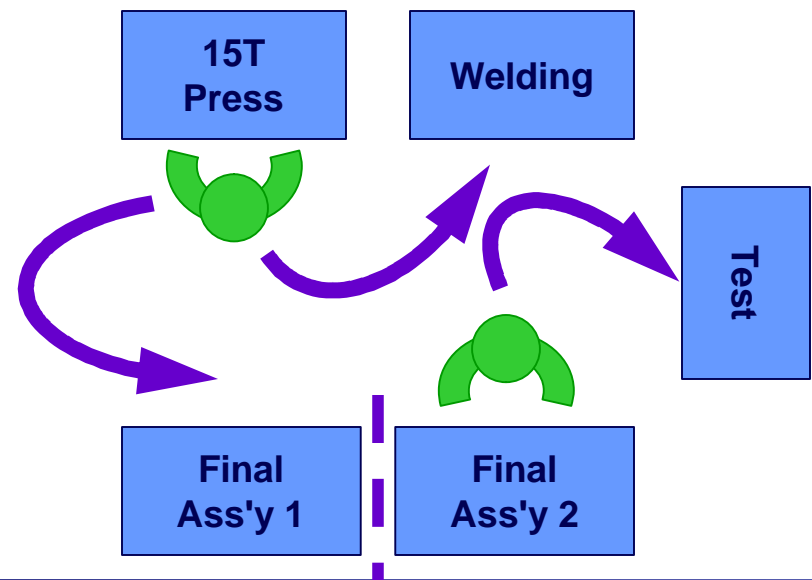 15T
Press
Welding
Test
Final
Ass'y 1
Final
Ass'y 2